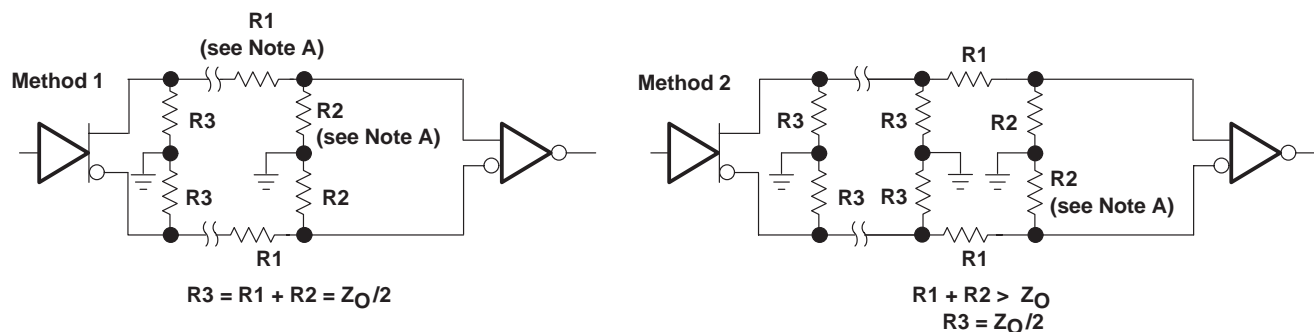 R1
(see Note A)
Method 1
R3
R2
(see Note A)
R3
R2
R1
R3 = R1 + R2 = ZO/2
Method 2
R1
R3
R3
R2
R3
R3
R2
(see Note A)
R1
R1 + R2 > ZO
R3 = ZO/2